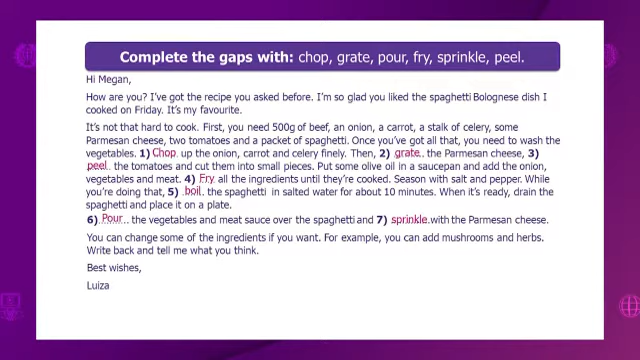 Complete the gaps with: chop, grate, pour, fry, sprinkle, peel.
Hi Megan,
How are you? I've got the recipe you asked before. I'm so glad you liked the spaghetti Bolognese dish I
cooked on Friday. It's my favourite.
It's not that hard to cook. First, you need 500g of beef, an onion, a carrot, a stalk of celery, some
Parmesan cheese, two tomatoes and a packet of spaghetti. Once you've got all that, you need to wash the
vegetables. 1) Chop up the onion, carrot and celery finely. Then, 2) grate the Parmesan cheese, 3)
peel the tomatoes and cut them into small pieces. Put some olive oil in a saucepan and add the onion,
vegetables and meat. 4) Fry all the ingredients until they're cooked. Season with salt and pepper. While
you're doing that, 5) boil the spaghetti in salted water for about 10 minutes. When it's ready, drain the
spaghetti and place it on a plate.
6) Pour the vegetables and meat sauce over the spaghetti and 7) sprinkle with the Parmesan cheese.
You can change some of the ingredients if you want. For example, you can add mushrooms and herbs.
Write back and tell me what you think.
Best wishes,
Luiza